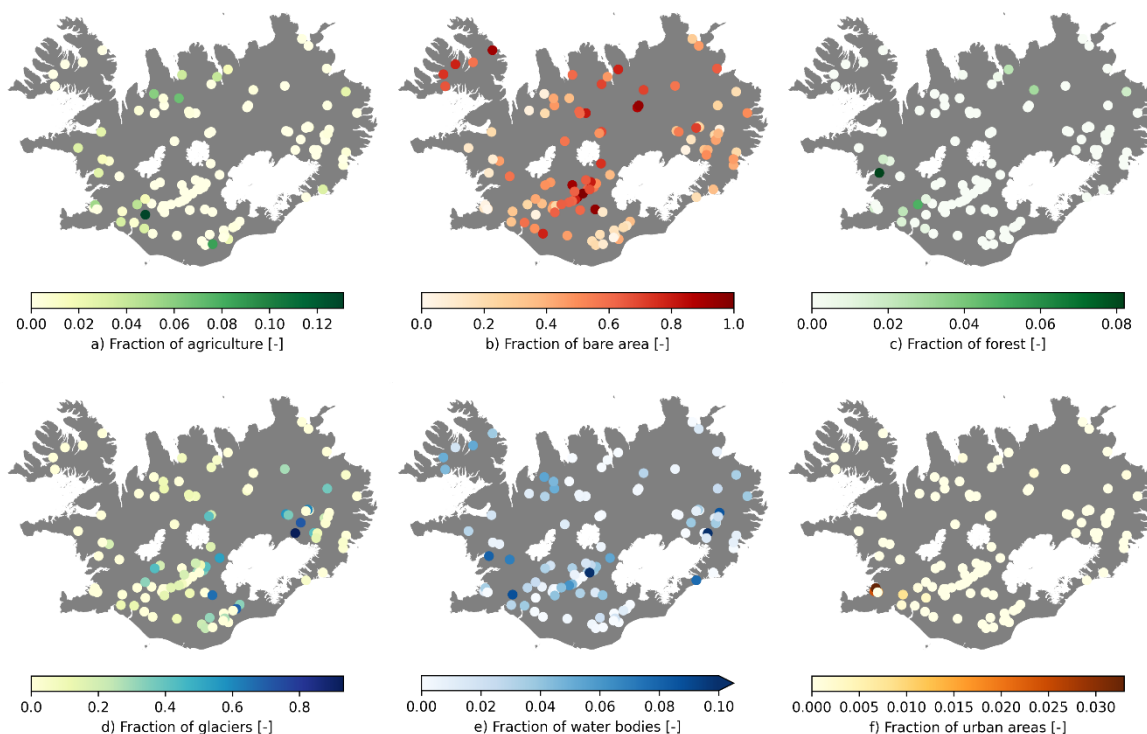 0.00 0.02 0.04 0.06 0.08 0.10 0.12
a) Fraction of agriculture [-]
0.0 0.2 0.4 0.6 0.8 1.0
b) Fraction of bare area [-]
0.00 0.02 0.04 0.06 0.08
c) Fraction of forest [-]
0.0 0.2 0.4 0.6 0.8
d) Fraction of glaciers [-]
0.00 0.02 0.04 0.06 0.08 0.10
e) Fraction of water bodies [-]
0.000 0.005 0.010 0.015 0.020 0.025 0.030
f) Fraction of urban areas [-]